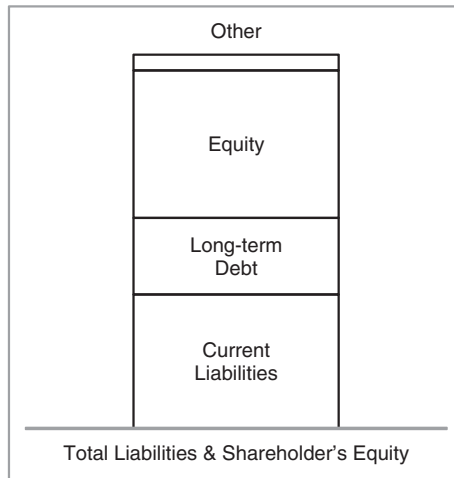 Other
Equity
Long-term
Debt
Current
Liabilities
Total Liabilities & Shareholder’s Equity